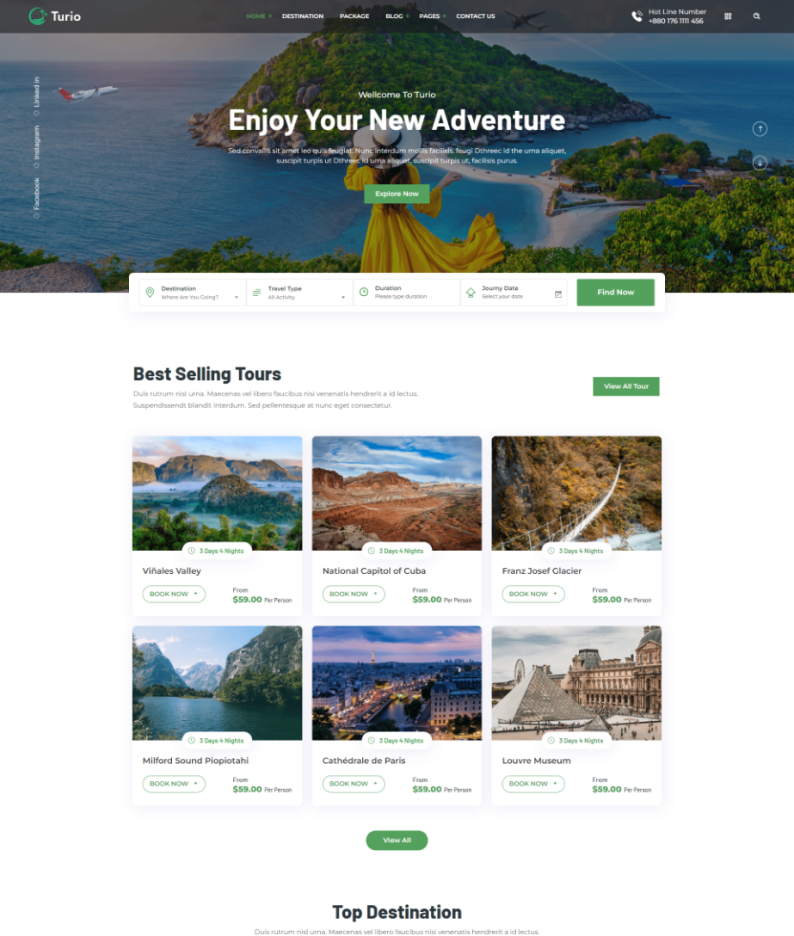 Turio
HOME +
DESTINATION
PACKAGE
BLOG +
PAGES +
CONTACT US
Hot Line Number
+880 176 1111 456
Linked in
Instagram
Facebook
Wellcome To Turio
Enjoy Your New Adventure
Sed convallis sit amet leo quis feugiat. Nunc interdum mollis facilisis. feugi Dthreec id the urna aliquet,
suscipit turpis ut Dthreec id urna aliquet, suscipit turpis ut, facilisis purus.
Explore Now
Destination
Where Are You Going?
Travel Type
All Activity
Duration
Please type duration
Journy Date
Select your date
Find Now
Best Selling Tours
Duis rutrum nisl urna. Maecenas vel libero faucibus nisi venenatis hendrerit a id lectus.
Suspendissendt blandit interdum. Sed pellentesque at nunc eget consectetur.
View All Tour
3 Days 4 Nights
Viñales Valley
BOOK NOW
From
$59.00 Per Person
3 Days 4 Nights
National Capitol of Cuba
BOOK NOW
From
$59.00 Per Person
3 Days 4 Nights
Franz Josef Glacier
BOOK NOW
From
$59.00 Per Person
3 Days 4 Nights
Milford Sound Piopiotahi
BOOK NOW
From
$59.00 Per Person
3 Days 4 Nights
Cathédrale de Paris
BOOK NOW
From
$59.00 Per Person
3 Days 4 Nights
Louvre Museum
BOOK NOW
From
$59.00 Per Person
View All
Top Destination
Duis rutrum nisl urna. Maecenas vel libero faucibus nisi venenatis hendrerit a id lectus.